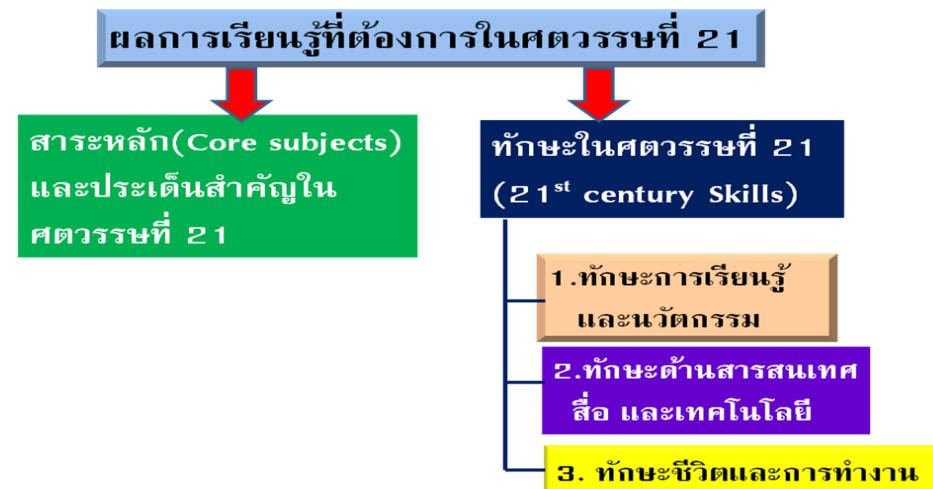 ผลการเรียนรู้ที่ต้องการในศตวรรษที่ 21
สาระหลัก(Core subjects)
และประเด็นสำคัญใน
ศตวรรษที่ 21
ทักษะในศตวรรษที่ 21
(21st century Skills)
1.ทักษะการเรียนรู้
และนวัตกรรม
2.ทักษะด้านสารสนเทศ
สื่อ และเทคโนโลยี
3. ทักษะชีวิตและการทำงาน